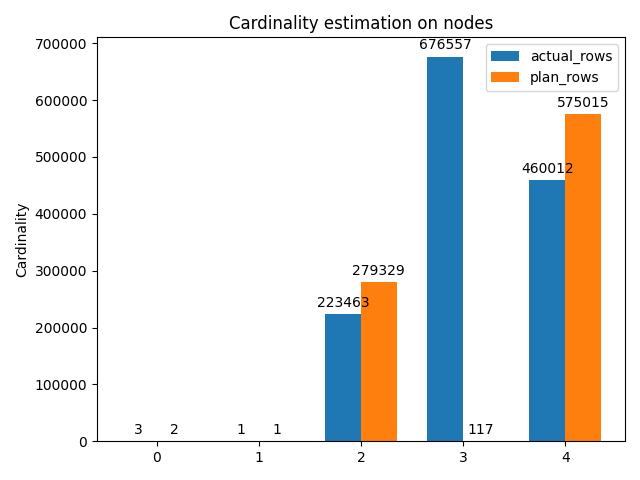 Cardinality estimation on nodes
700000
600000
500000
400000
300000
200000
100000
0
Cardinality
676557
actual_rows
plan_rows
575015
460012
279329
223463
3 2 1 1 117
0 1 2 3 4